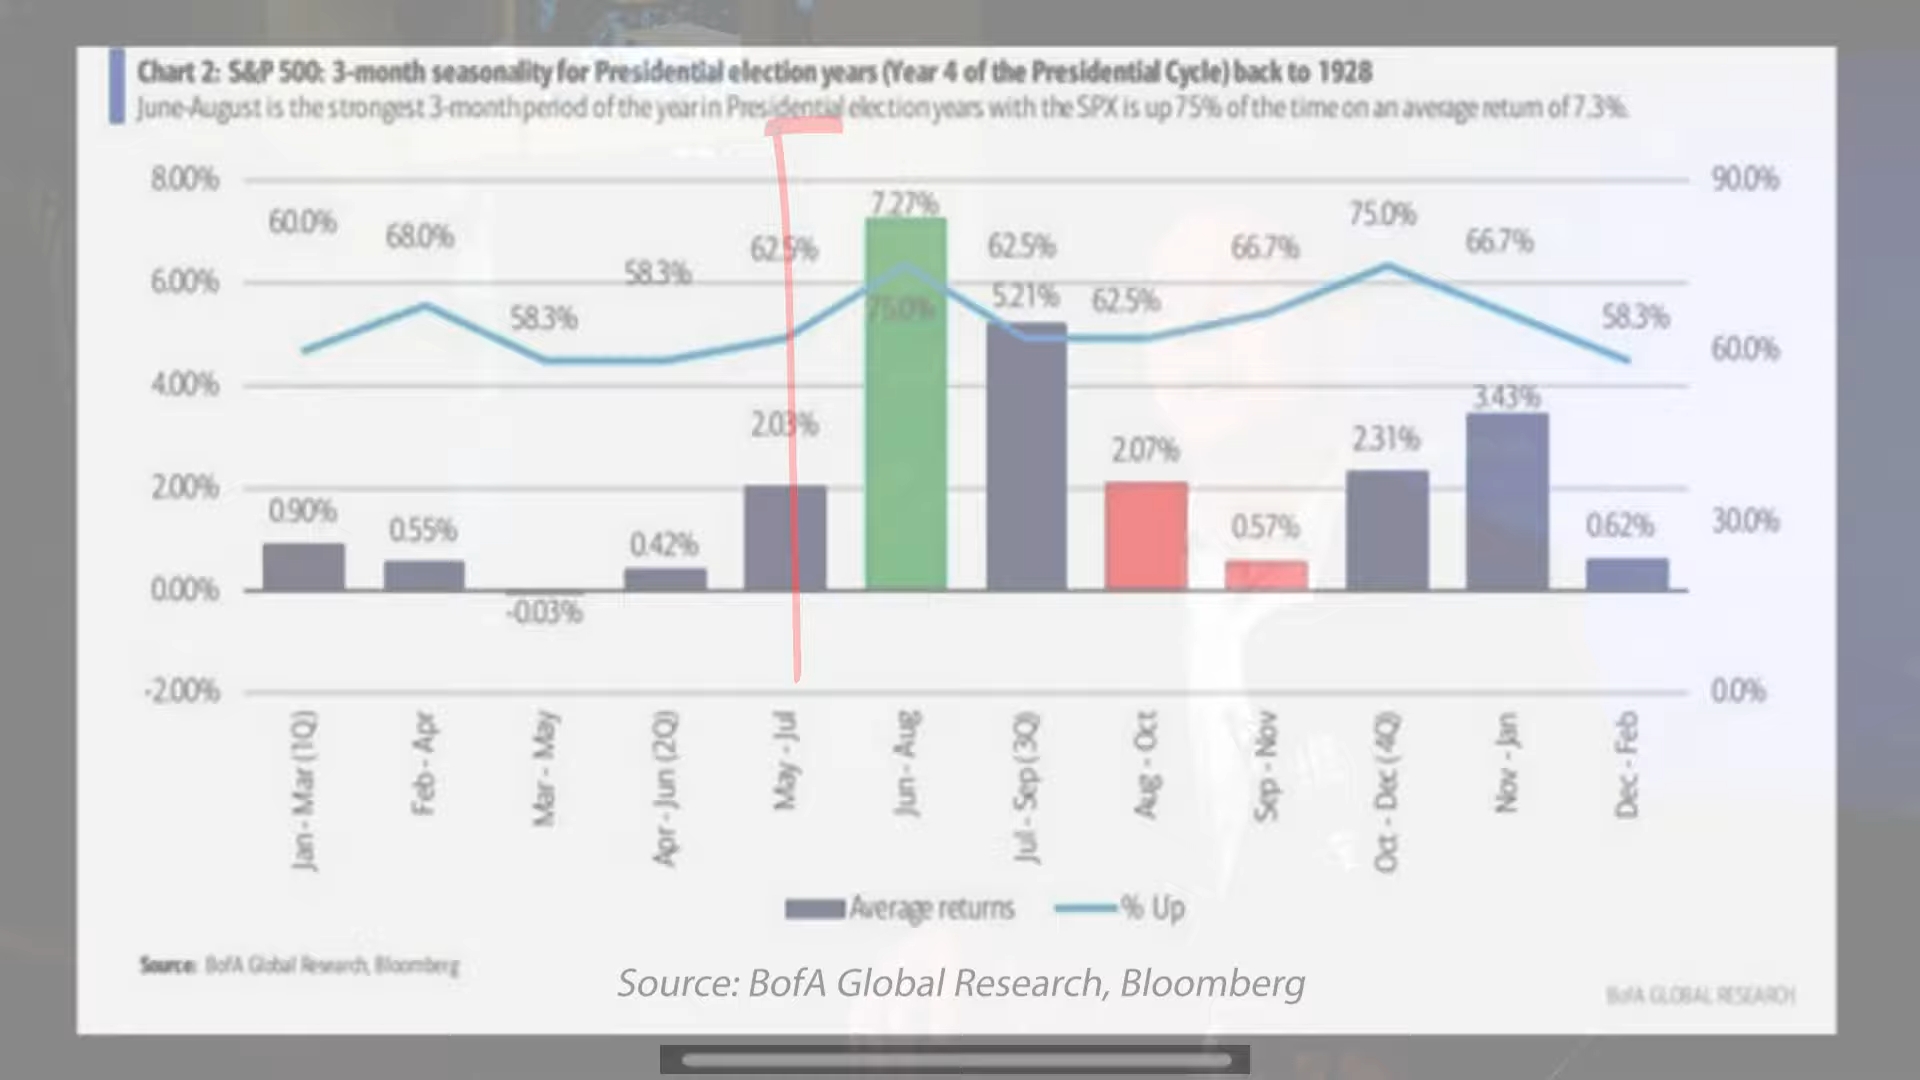 Chart 2: S&P 500: 3-month seasonality for Presidential election years (Year 4 of the Presidential Cycle) back to 1928
June-August is the strongest 3-month period of the year in Presidential election years with the SPX is up 75% of the time on an average return of 7.3%.
8.00%
6.00%
4.00%
2.00%
0.00%
-2.00%
90.0%
60.0%
30.0%
0.0%
60.0%
68.0%
58.3%
58.3%
62.5%
75.0%
62.5%
62.5%
66.7%
75.0%
66.7%
58.3%
0.90%
0.55%
-0.03%
0.42%
2.03%
7.27%
5.21%
2.07%
0.57%
2.31%
3.43%
0.62%
Jan - Mar (1Q)
Feb - Apr
Mar - May
Apr - Jun (2Q)
May - Jul
Jun - Aug
Jul - Sep (3Q)
Aug - Oct
Sep - Nov
Oct - Dec (4Q)
Nov - Jan
Dec - Feb
Average returns
% Up
Source: BofA Global Research, Bloomberg
Source: BofA Global Research, Bloomberg
BofA GLOBAL RESEARCH